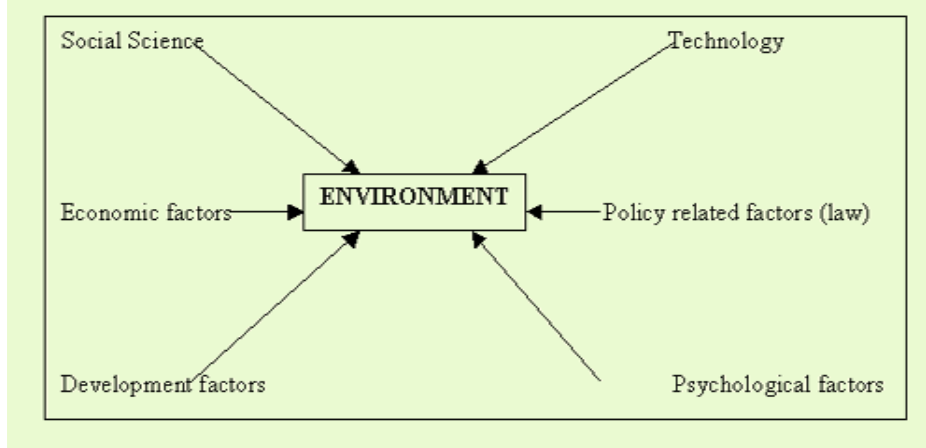 Social Science
Technology
ENVIRONMENT
Economic factors
Policy related factors (law)
Development factors
Psychological factors